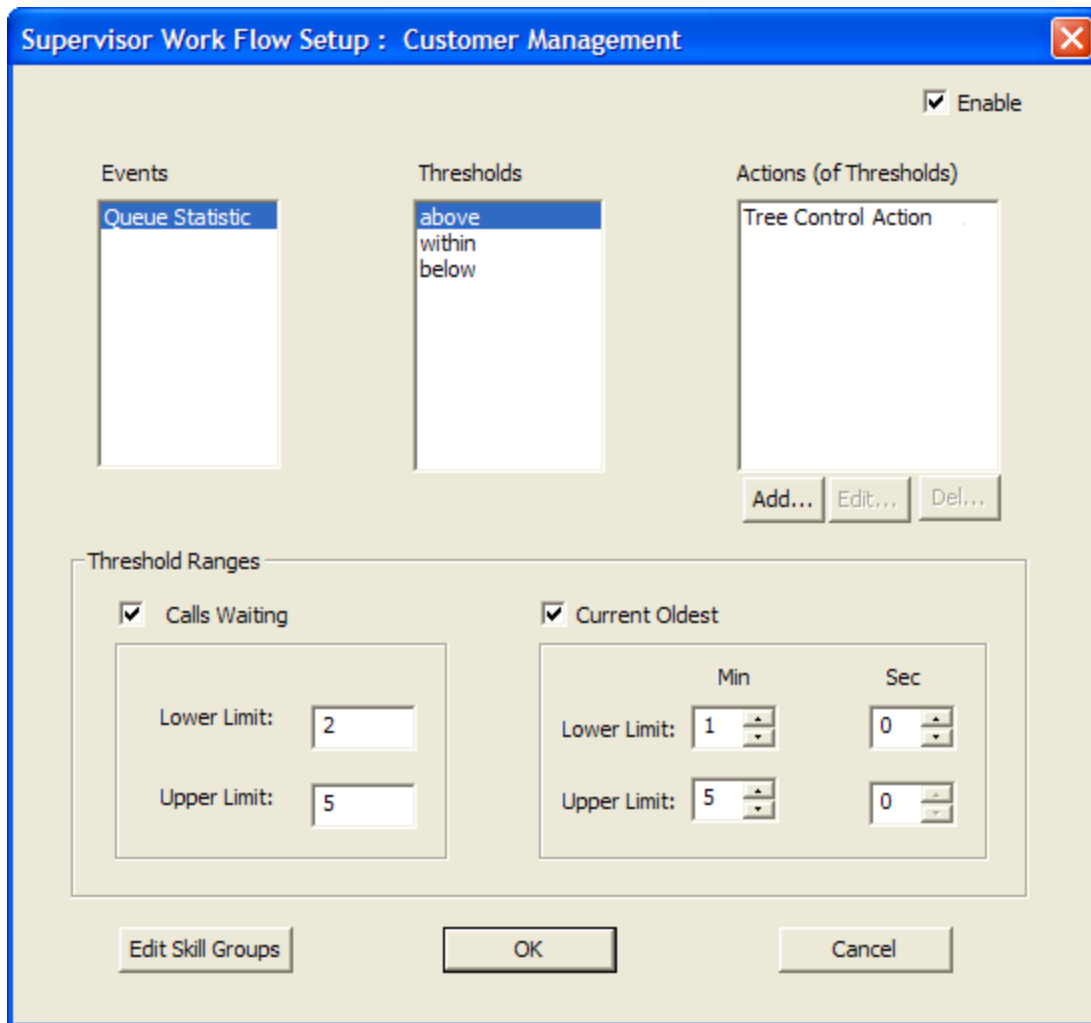 Supervisor Work Flow Setup : Customer Management
Enable
Events
Thresholds
Actions (of Thresholds)
Queue Statistic
above
within
below
Tree Control Action
Add...
Edit...
Del...
Threshold Ranges
Calls Waiting
Current Oldest
Min
Sec
Lower Limit:
2
Upper Limit:
5
Lower Limit:
1
0
Upper Limit:
5
0
Edit Skill Groups
OK
Cancel